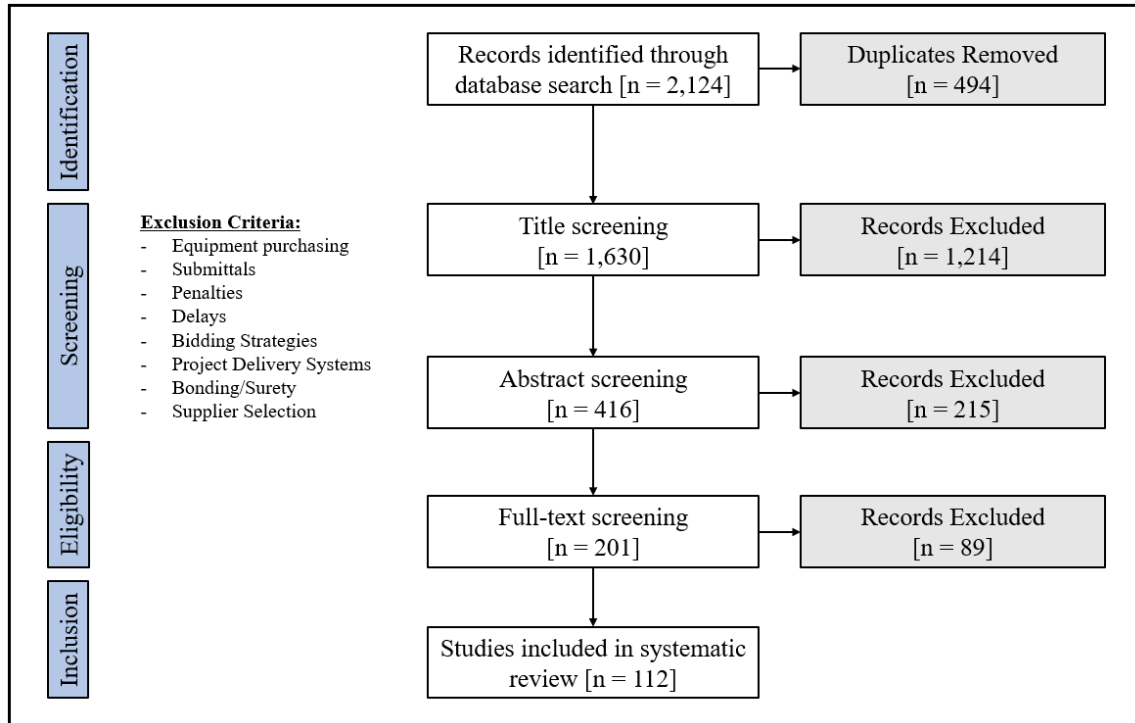 Identification
Records identified through
database search [n = 2,124]
Duplicates Removed
[n = 494]
Screening
Exclusion Criteria:
- Equipment purchasing
- Submittals
- Penalties
- Delays
- Bidding Strategies
- Project Delivery Systems
- Bonding/Surety
- Supplier Selection
Title screening
[n = 1,630]
Records Excluded
[n = 1,214]
Abstract screening
[n = 416]
Records Excluded
[n = 215]
Eligibility
Full-text screening
[n = 201]
Records Excluded
[n = 89]
Inclusion
Studies included in systematic
review [n = 112]